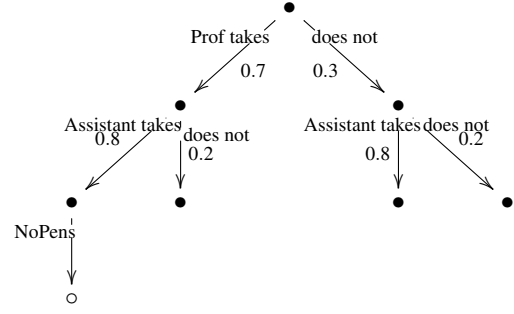 Prof takes does not
0.7 0.3
Assistant takes does not Assistant takes does not
0.8 0.2 0.8 0.2
NoPens